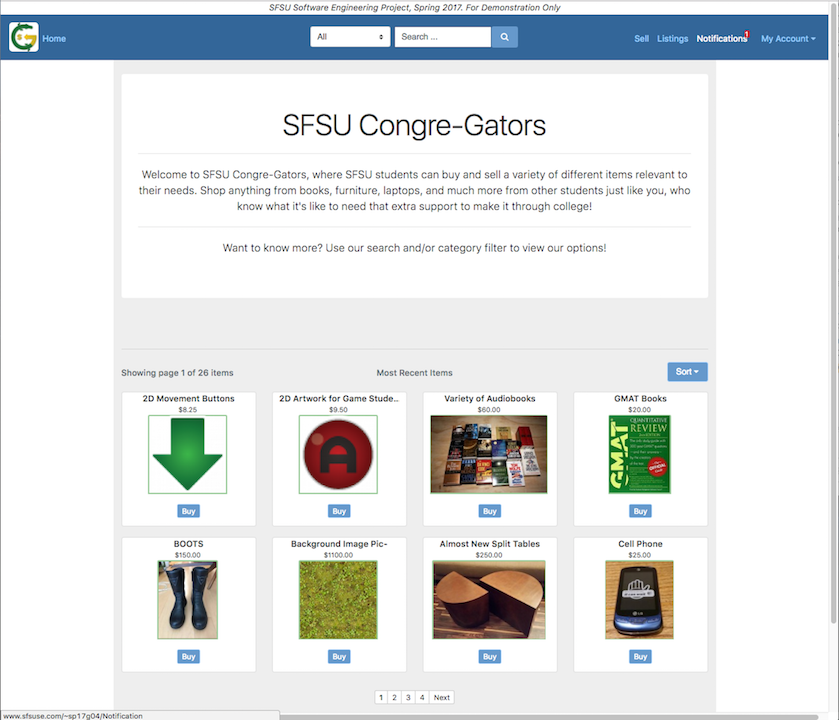 SFSU Software Engineering Project, Spring 2017. For Demonstration Only
Home
All
Search ...
Sell Listings Notifications 1 My Account
SFSU Congre-Gators
Welcome to SFSU Congre-Gators, where SFSU students can buy and sell a variety of different items relevant to
their needs. Shop anything from books, furniture, laptops, and much more from other students just like you, who
know what it's like to need that extra support to make it through college!
Want to know more? Use our search and/or category filter to view our options!
Showing page 1 of 26 items Most Recent Items Sort
2D Movement Buttons
$8.25
Buy
2D Artwork for Game Stude..
$9.50
A
Buy
Variety of Audiobooks
$60.00
Buy
GMAT Books
$20.00
GMAT
QUANTITATIVE
REVIEW
OFFICIAL
Buy
BOOTS
$150.00
Buy
Background Image Pic-
$1100.00
Buy
Almost New Split Tables
$250.00
Buy
Cell Phone
$25.00
LG
Buy
1 2 3 4 Next
www.sfsuse.com/~sp17g04/Notification